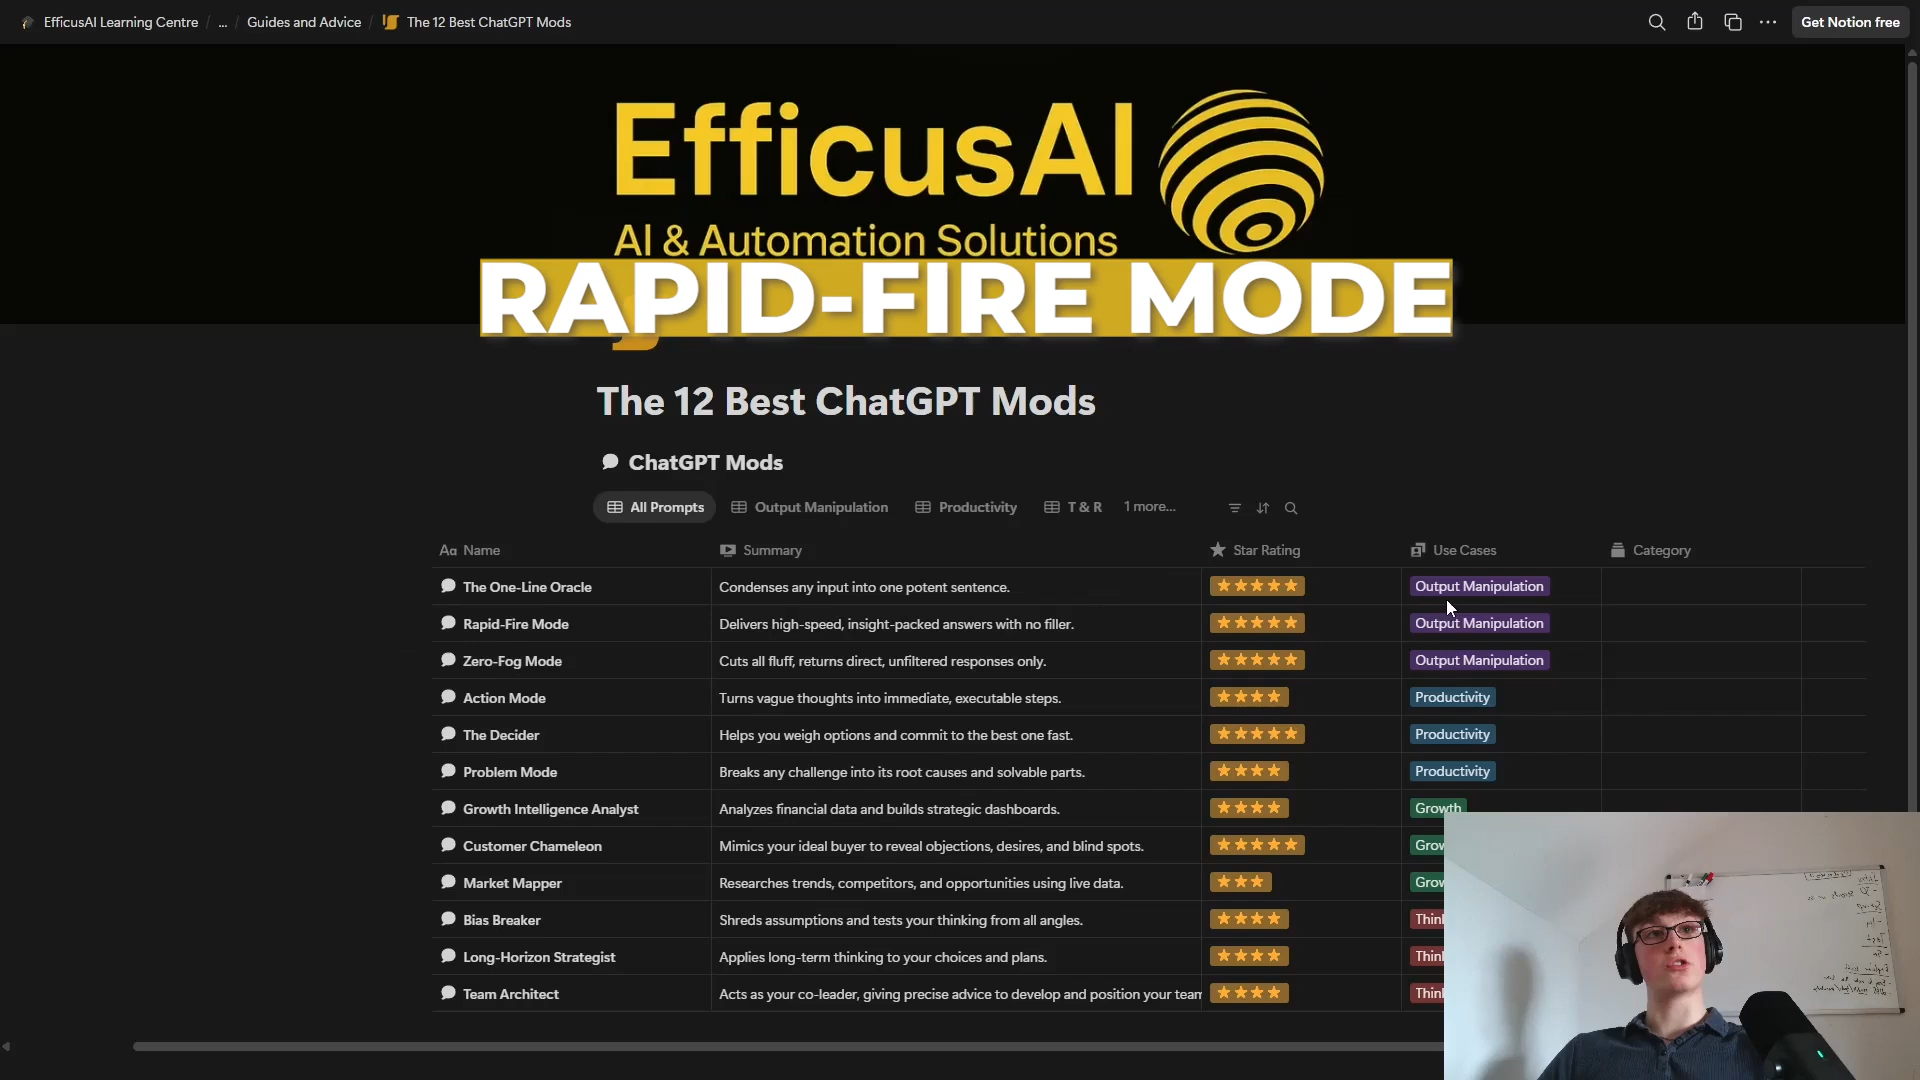 EfficusAI Learning Centre / ... / Guides and Advice / The 12 Best ChatGPT Mods
Get Notion free
EfficusAI
AI & Automation Solutions
RAPID-FIRE MODE
The 12 Best ChatGPT Mods
ChatGPT Mods
All Prompts Output Manipulation Productivity T & R 1 more...
Aa Name Summary Star Rating Use Cases Category
The One-Line Oracle Condenses any input into one potent sentence. Output Manipulation
Rapid-Fire Mode Delivers high-speed, insight-packed answers with no filler. Output Manipulation
Zero-Fog Mode Cuts all fluff, returns direct, unfiltered responses only. Output Manipulation
Action Mode Turns vague thoughts into immediate, executable steps. Productivity
The Decider Helps you weigh options and commit to the best one fast. Productivity
Problem Mode Breaks any challenge into its root causes and solvable parts. Productivity
Growth Intelligence Analyst Analyzes financial data and builds strategic dashboards. Growth
Customer Chameleon Mimics your ideal buyer to reveal objections, desires, and blind spots. Grow
Market Mapper Researches trends, competitors, and opportunities using live data. Grow
Bias Breaker Shreds assumptions and tests your thinking from all angles. Thin
Long-Horizon Strategist Applies long-term thinking to your choices and plans. Thin
Team Architect Acts as your co-leader, giving precise advice to develop and position your team Thin